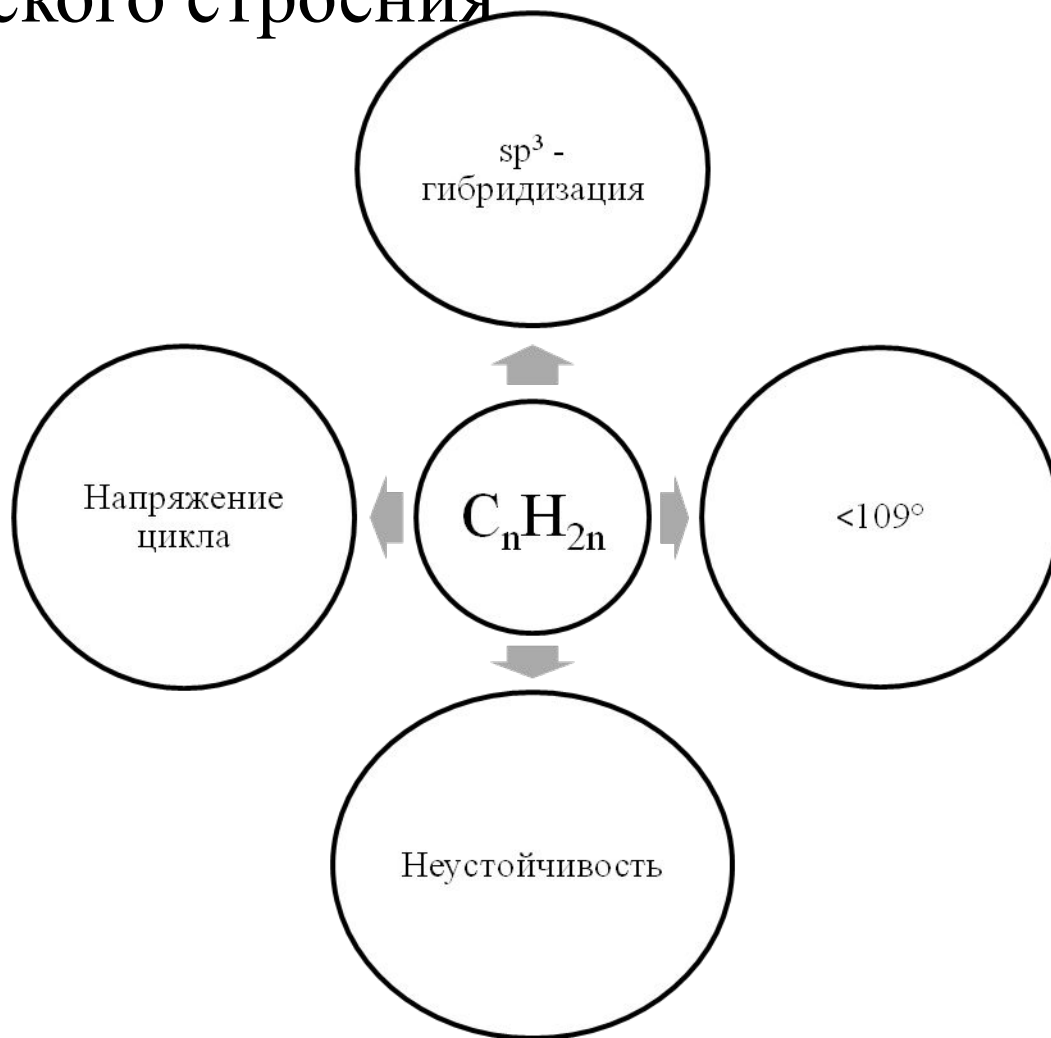 ского строения
sp³ -
гибридизация
Напряжение
цикла
CₙH₂ₙ
<109°
Неустойчивость